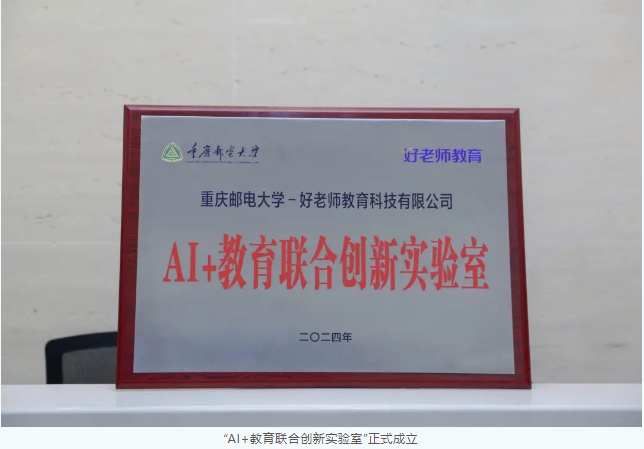 重庆邮电大学
好老师教育
重庆邮电大学－好老师教育科技有限公司
AI+教育联合创新实验室
二〇二四年
“AI+教育联合创新实验室”正式成立